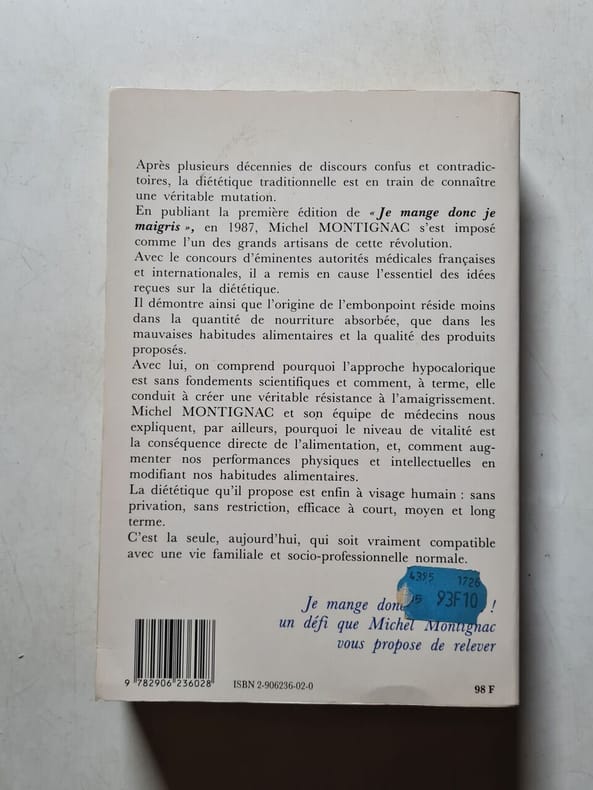 Après plusieurs décennies de discours confus et contradic-
toires, la diététique traditionnelle est en train de connaître
une véritable mutation.
En publiant la première édition de « Je mange donc je
maigris », en 1987, Michel MONTIGNAC s'est imposé
comme l'un des grands artisans de cette révolution.
Avec le concours d'éminentes autorités médicales françaises
et internationales, il a remis en cause l'essentiel des idées
reçues sur la diététique.
Il démontre ainsi que l'origine de l'embonpoint réside moins
dans la quantité de nourriture absorbée, que dans les
mauvaises habitudes alimentaires et la qualité des produits
proposés.
Avec lui, on comprend pourquoi l'approche hypocalorique
est sans fondements scientifiques et comment, à terme, elle
conduit à créer une véritable résistance à l'amaigrissement.
Michel MONTIGNAC et son équipe de médecins nous
expliquent, par ailleurs, pourquoi le niveau de vitalité est
la conséquence directe de l'alimentation, et, comment aug-
menter nos performances physiques et intellectuelles en
modifiant nos habitudes alimentaires.
La diététique qu'il propose est enfin à visage humain : sans
privation, sans restriction, efficace à court, moyen et long
terme.
C'est la seule, aujourd'hui, qui soit vraiment compatible
avec une vie familiale et socio-professionnelle normale.
4395 1726
93F10
Je mange donc !
un défi que Michel Montignac
vous propose de relever
9 782906 236028
ISBN 2-906236-02-0
98 F